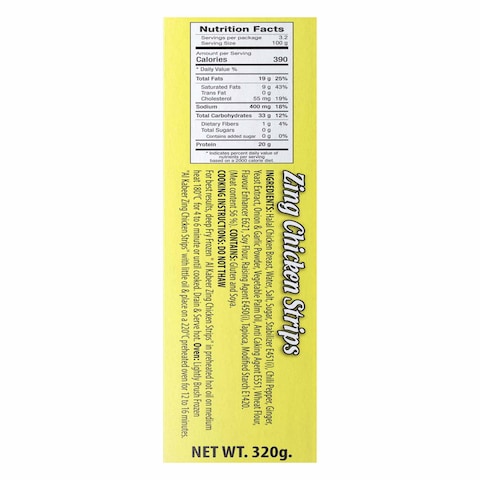 Nutrition Facts
Servings per package 3.2
Serving Size 100 g
Amount per Serving
Calories 390
* Daily Value %
Total Fats 19 g 25%
Saturated Fats 9 g 43%
Trans Fat 0 g
Cholesterol 55 mg 19%
Sodium 400 mg 18%
Total Carbohydrates 33 g 12%
Dietary Fibers 1 g 4%
Total Sugars 0 g
Contains added sugar 0 g 0%
Protein 20 g
* indicates percent daily value of
nutrients per serving
based on a 2000 calorie diet.
Zing Chicken Strips
INGREDIENTS: Halal Chicken Breast, Water, Salt, Sugar, Stabilizer E451(i), Chili Pepper, Ginger,
Yeast Extract, Onion & Garlic Powder, Vegetable Palm Oil, Anti Caking Agent E551, Wheat Flour,
Flavour Enhancer E621, Soy Flour, Raising Agent E450(i), Tapioca, Modified Starch E1420.
(Meat content 56 %). CONTAINS: Gluten and Soya.
COOKING INSTRUCTIONS: DO NOT THAW
For best results, deep Fry Frozen "Al Kabeer Zing Chicken Strips" in preheated hot oil on medium
heat 180°C for 4 to 6 minute or until cooked. Drain & Serve hot. Oven: Lightly Brush Frozen
"Al Kabeer Zing Chicken Strips" with little oil & place on a 220°C preheated oven for 12 to 16 minutes.
NET WT. 320g.